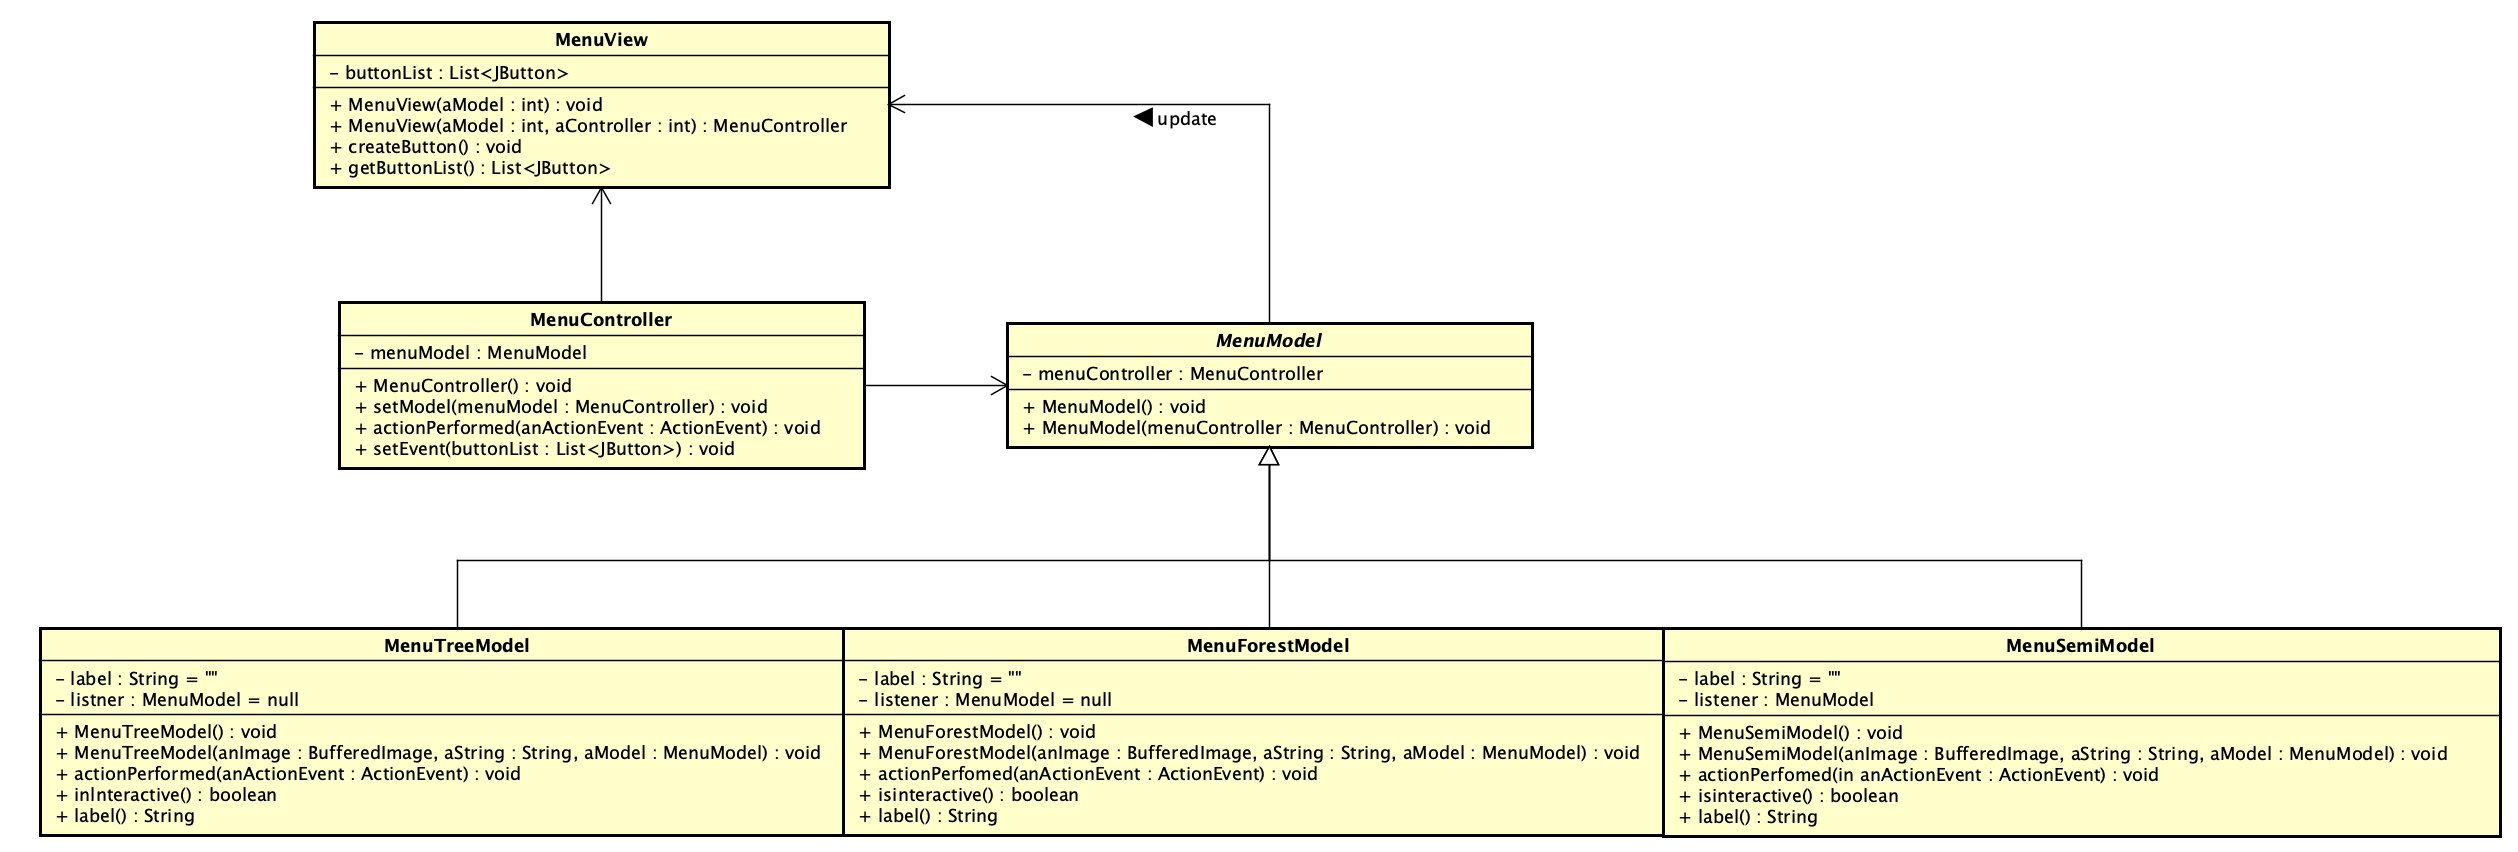 MenuView
– buttonList : List<JButton>
+ MenuView(aModel : int) : void
+ MenuView(aModel : int, aController : int) : MenuController
+ createButton() : void
+ getButtonList() : List<JButton>
◀ update
MenuController
– menuModel : MenuModel
+ MenuController() : void
+ setModel(menuModel : MenuController) : void
+ actionPerformed(anActionEvent : ActionEvent) : void
+ setEvent(buttonList : List<JButton>) : void
MenuModel
– menuController : MenuController
+ MenuModel() : void
+ MenuModel(menuController : MenuController) : void
MenuTreeModel
– label : String = ""
– listner : MenuModel = null
+ MenuTreeModel() : void
+ MenuTreeModel(anImage : BufferedImage, aString : String, aModel : MenuModel) : void
+ actionPerformed(anActionEvent : ActionEvent) : void
+ inInteractive() : boolean
+ label() : String
MenuForestModel
– label : String = ""
– listener : MenuModel = null
+ MenuForestModel() : void
+ MenuForestModel(anImage : BufferedImage, aString : String, aModel : MenuModel) : void
+ actionPerfomed(anActionEvent : ActionEvent) : void
+ isinteractive() : boolean
+ label() : String
MenuSemiModel
– label : String = ""
– listener : MenuModel
+ MenuSemiModel() : void
+ MenuSemiModel(anImage : BufferedImage, aString : String, aModel : MenuModel) : void
+ actionPerfomed(in anActionEvent : ActionEvent) : void
+ isinteractive() : boolean
+ label() : String